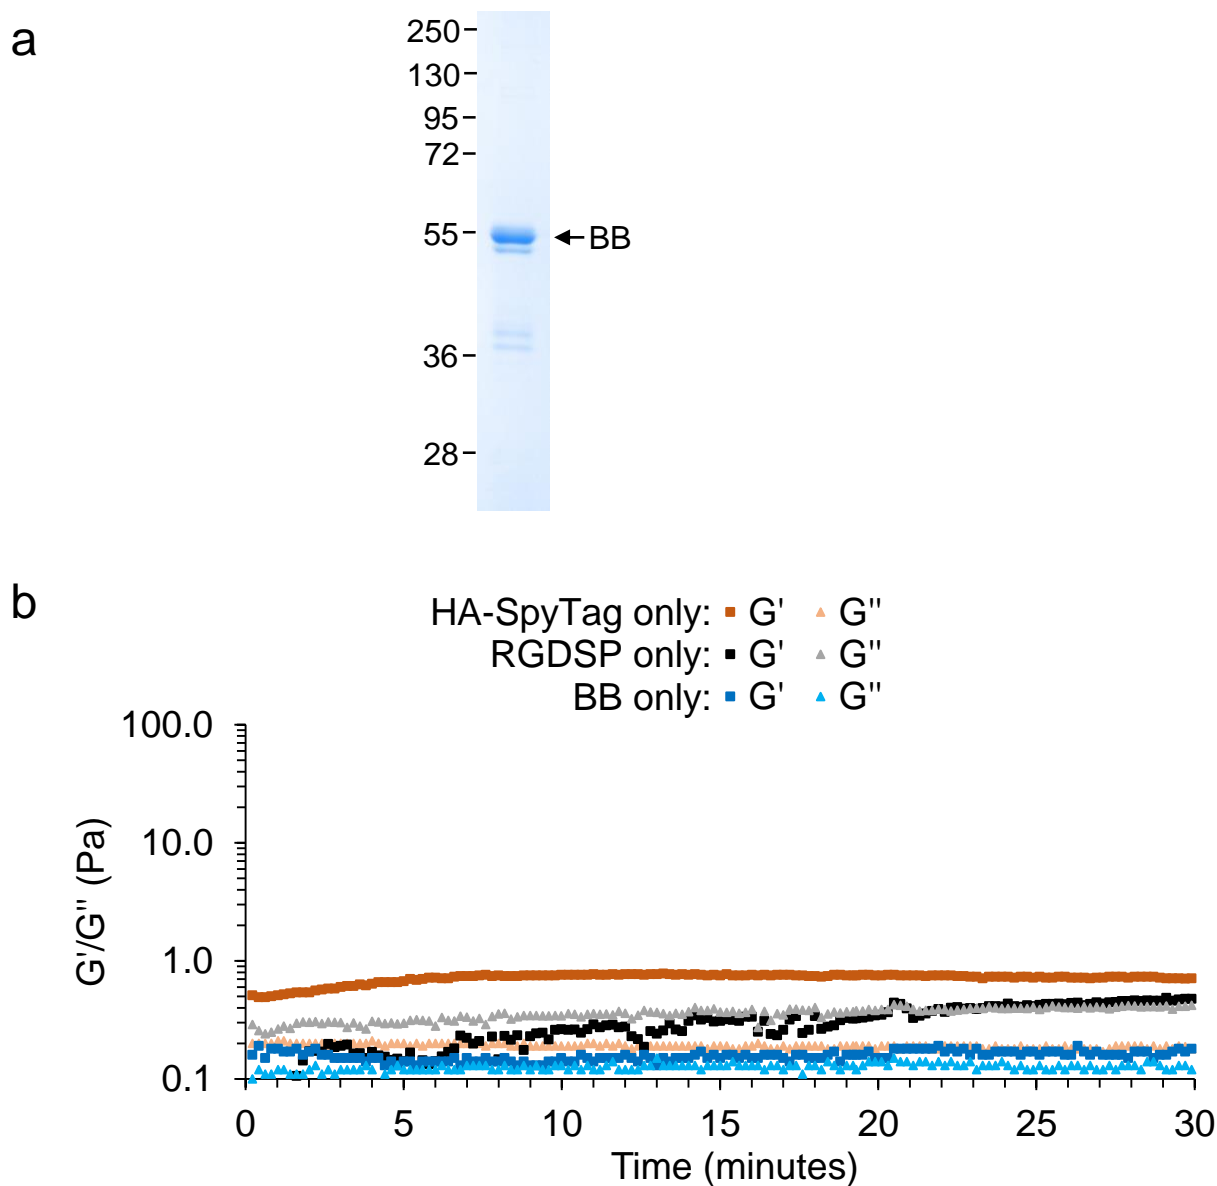 a
250
130
95
72
55
BB
36
28
b
HA-SpyTag only: G' G"
RGDSP only: G' G"
BB only: G' G"
100.0
10.0
1.0
0.1
G'/G" (Pa)
0 5 10 15 20 25 30
Time (minutes)